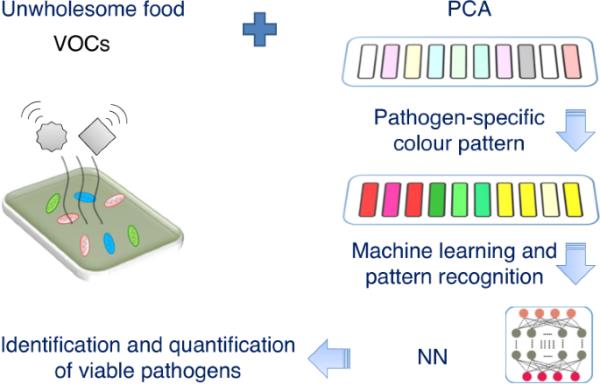 Unwholesome food
VOCs
PCA
Pathogen-specific
colour pattern
Machine learning and
pattern recognition
NN
Identification and quantification
of viable pathogens